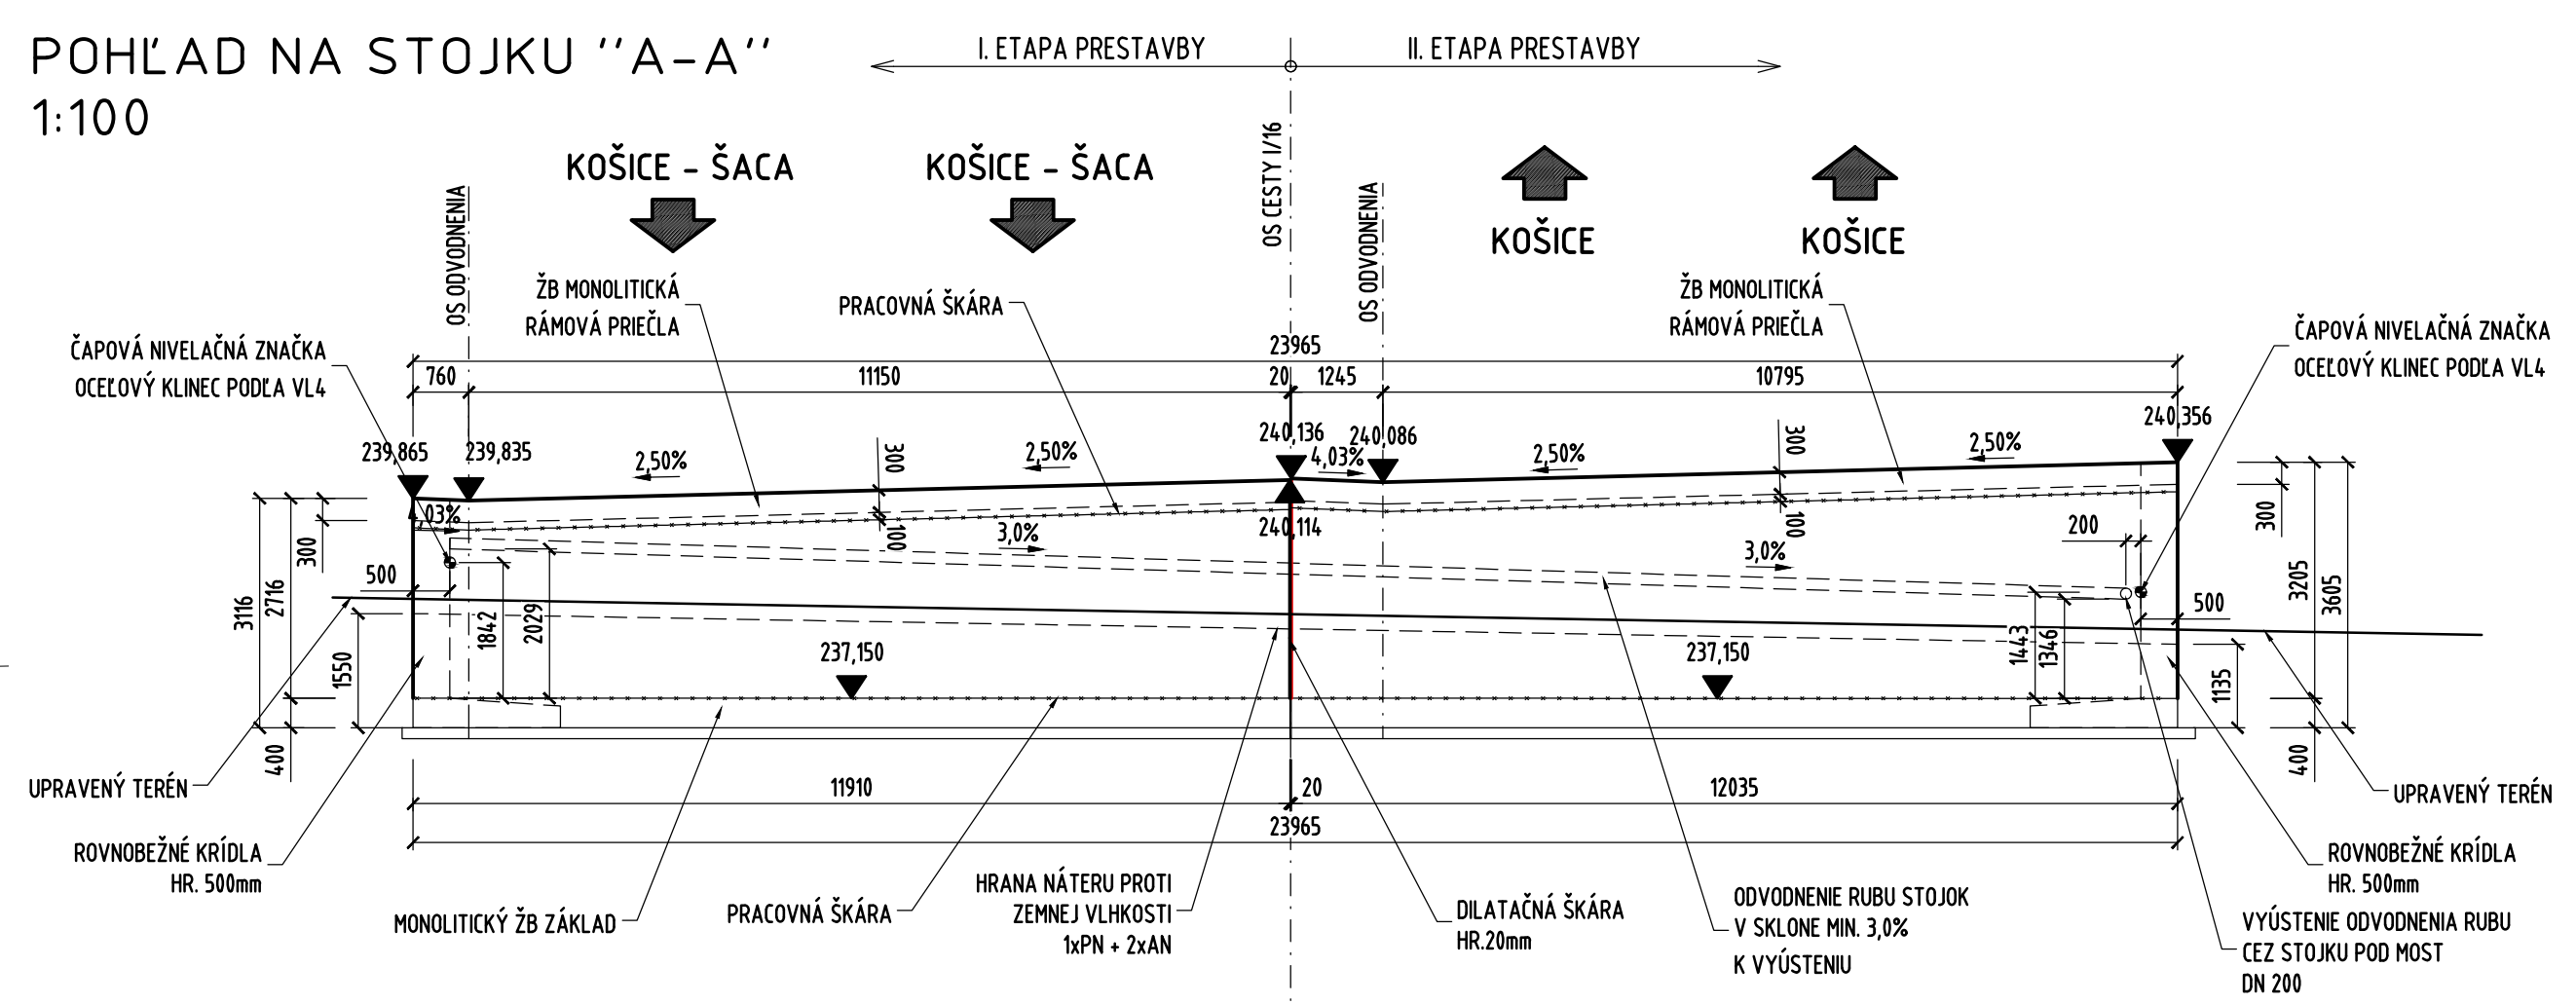 POHĽAD NA STOJKU ''A-A''
1:100
I. ETAPA PRESTAVBY
II. ETAPA PRESTAVBY
OS CESTY I/16
KOŠICE - ŠACA
KOŠICE - ŠACA
KOŠICE
KOŠICE
OS ODVODNENIA
OS ODVODNENIA
ŽB MONOLITICKÁ
RÁMOVÁ PRIEČLA
PRACOVNÁ ŠKÁRA
ŽB MONOLITICKÁ
RÁMOVÁ PRIEČLA
ČAPOVÁ NIVELAČNÁ ZNAČKA
OCEĽOVÝ KLINEC PODĽA VL4
ČAPOVÁ NIVELAČNÁ ZNAČKA
OCEĽOVÝ KLINEC PODĽA VL4
23965
760
11150
20
1245
10795
239,865
239,835
240,136
240,086
240,356
2,50%
2,50%
4,03%
2,50%
2,50%
300
300
,03%
100
100
240,114
3,0%
3,0%
200
500
500
300
300
3116
2716
1550
1842
2029
400
1443
1346
1135
3205
3605
400
237,150
237,150
11910
20
12035
23965
UPRAVENÝ TERÉN
UPRAVENÝ TERÉN
ROVNOBEŽNÉ KRÍDLA
HR. 500mm
MONOLITICKÝ ŽB ZÁKLAD
PRACOVNÁ ŠKÁRA
HRANA NÁTERU PROTI
ZEMNEJ VLHKOSTI
1xPN + 2xAN
DILATAČNÁ ŠKÁRA
HR.20mm
ODVODNENIE RUBU STOJOK
V SKLONE MIN. 3,0%
K VYÚSTENIU
ROVNOBEŽNÉ KRÍDLA
HR. 500mm
VYÚSTENIE ODVODNENIA RUBU
CEZ STOJKU POD MOST
DN 200